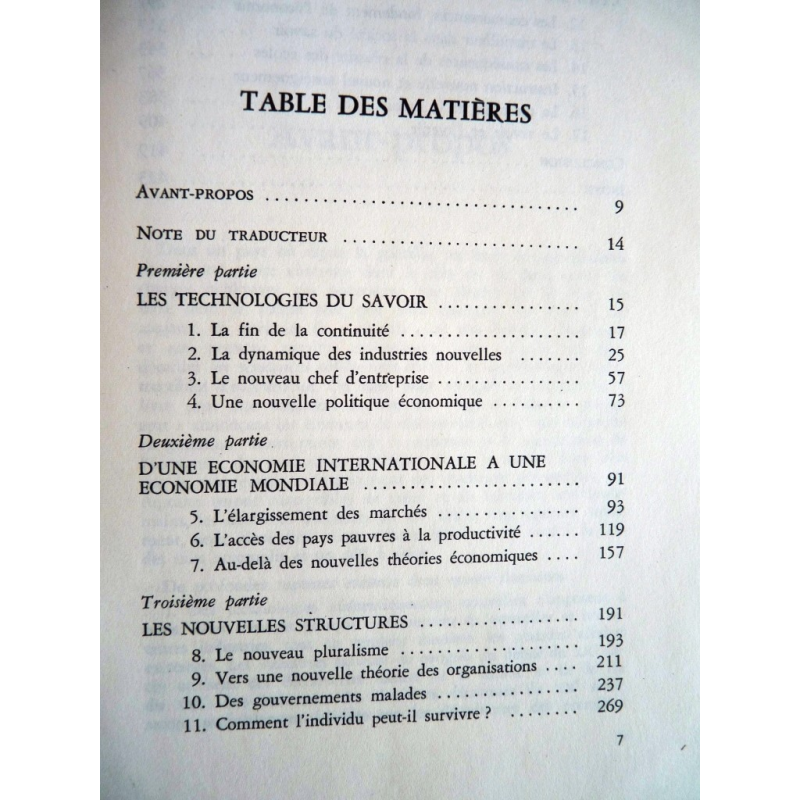 TABLE DES MATIÈRES
AVANT-PROPOS .................................. 9
NOTE DU TRADUCTEUR ......................... 14
Première partie
LES TECHNOLOGIES DU SAVOIR ............... 15
1. La fin de la continuité .................... 17
2. La dynamique des industries nouvelles ........ 25
3. Le nouveau chef d'entreprise ............... 57
4. Une nouvelle politique économique .......... 73
Deuxième partie
D'UNE ECONOMIE INTERNATIONALE A UNE
ECONOMIE MONDIALE ....................... 91
5. L'élargissement des marchés ................ 93
6. L'accès des pays pauvres à la productivité ...... 119
7. Au-delà des nouvelles théories économiques .... 157
Troisième partie
LES NOUVELLES STRUCTURES .................. 191
8. Le nouveau pluralisme .................... 193
9. Vers une nouvelle théorie des organisations .... 211
10. Des gouvernements malades ................ 237
11. Comment l'individu peut-il survivre ? ........ 269
7